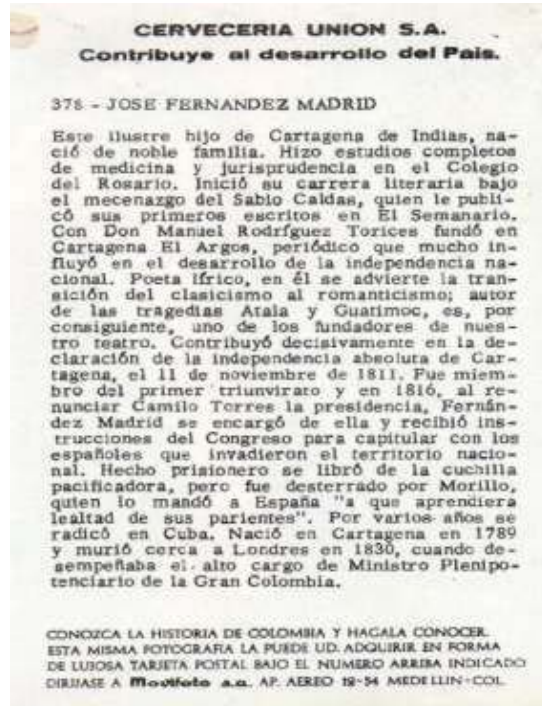 CERVECERIA UNION S.A.
Contribuye al desarrollo del Pais.
378 - JOSE FERNANDEZ MADRID
Este ilustre hijo de Cartagena de Indias, na-
ció de noble familia. Hizo estudios completos
de medicina y jurisprudencia en el Colegio
del Rosario. Inició su carrera literaria bajo
el mecenazgo del Sabio Caldas, quien le publi-
có sus primeros escritos en El Semanario.
Con Don Manuel Rodríguez Torices fundó en
Cartagena El Argos, periódico que mucho in-
fluyó en el desarrollo de la independencia na-
cional. Poeta lírico, en él se advierte la tran-
sición del clasicismo al romanticismo; autor
de las tragedias Atala y Guatimoc, es, por
consiguiente, uno de los fundadores de nues-
tro teatro. Contribuyó decisivamente en la de-
claración de la independencia absoluta de Car-
tagena, el 11 de noviembre de 1811. Fue miem-
bro del primer triunvirato y en 1816, al re-
nunciar Camilo Torres la presidencia, Fernán-
dez Madrid se encargó de ella y recibió ins-
trucciones del Congreso para capitular con los
españoles que invadieron el territorio nacio-
nal. Hecho prisionero se libró de la cuchilla
pacificadora, pero fue desterrado por Morillo,
quien lo mandó a España "a que aprendiera
lealtad de sus parientes". Por varios años se
radicó en Cuba. Nació en Cartagena en 1789
y murió cerca a Londres en 1830, cuando de-
sempeñaba el alto cargo de Ministro Plenipo-
tenciario de la Gran Colombia.
CONOZCA LA HISTORIA DE COLOMBIA Y HAGALA CONOCER.
ESTA MISMA FOTOGRAFIA LA PUEDE UD. ADQUIRIR EN FORMA
DE LUJOSA TARJETA POSTAL BAJO EL NUMERO ARRIBA INDICADO
DIRIJASE A Movifoto s.a. AP. AEREO 12-54 MEDELLIN-COL.